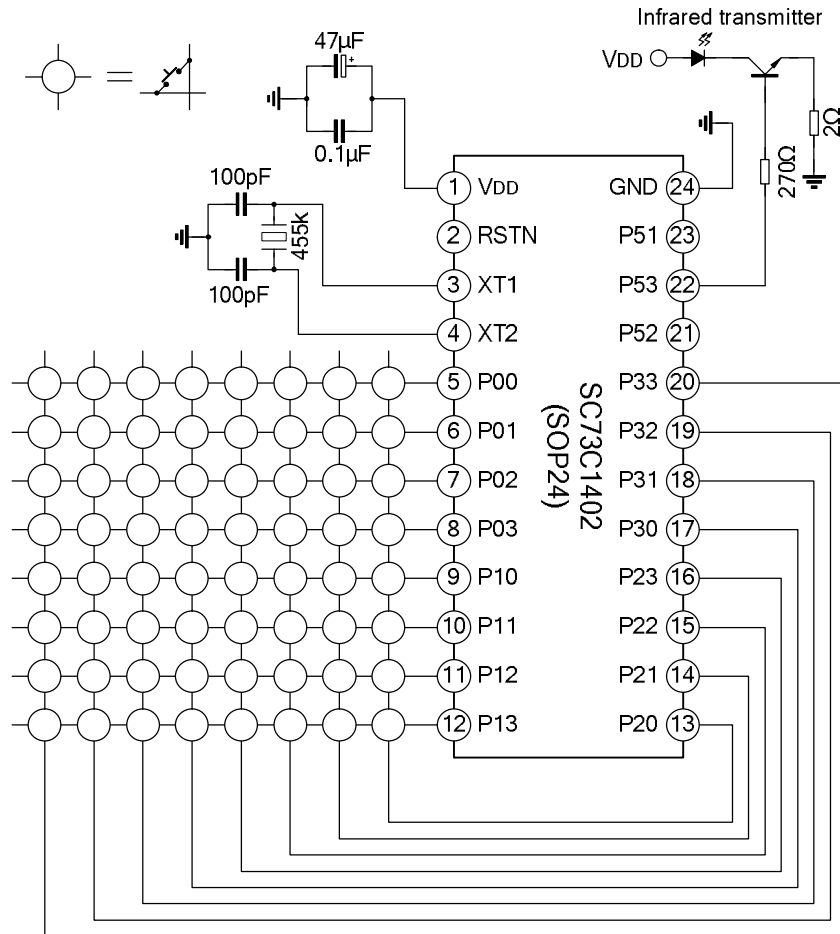 Infrared transmitter
47µF
+
VDD
0.1µF
2Ω
270Ω
100pF
455k
100pF
1 VDD
GND 24
2 RSTN
P51 23
3 XT1
P53 22
4 XT2
P52 21
5 P00
P33 20
6 P01
P32 19
7 P02
P31 18
8 P03
P30 17
9 P10
P23 16
10 P11
P22 15
11 P12
P21 14
12 P13
P20 13
SC73C1402
(SOP24)